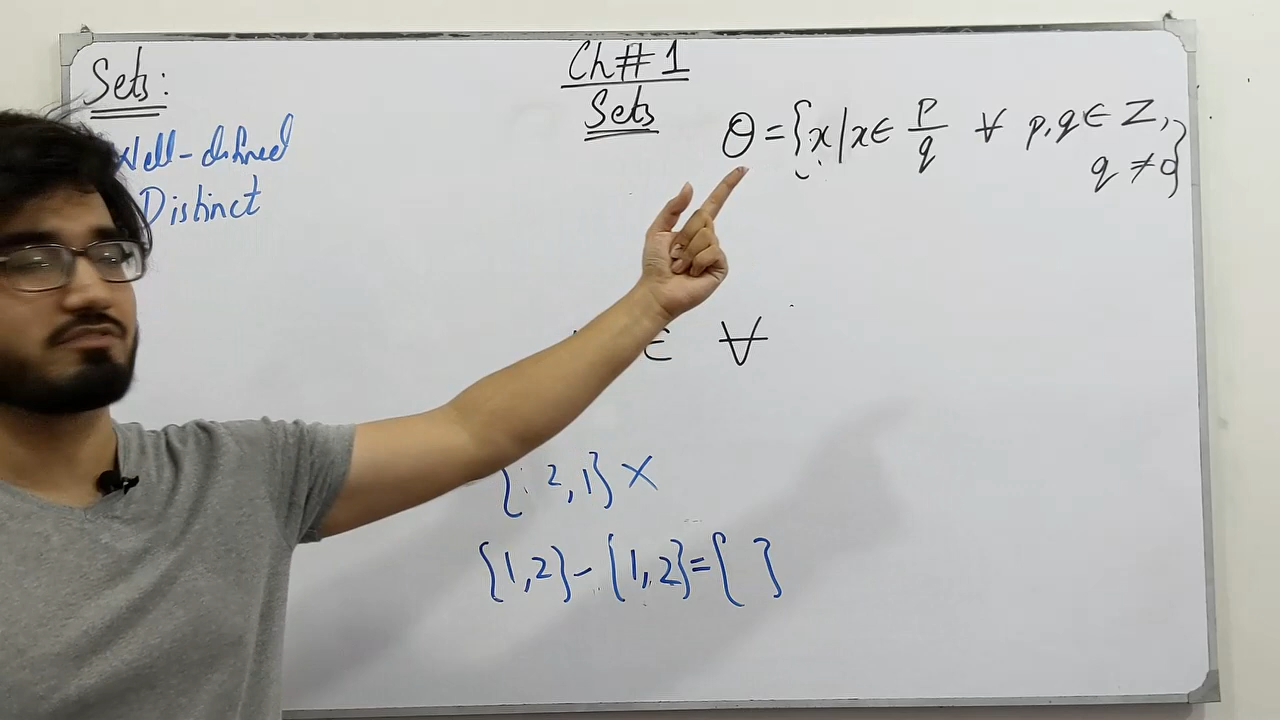 Ch#1
Sets
Sets:
Well-defined
Distinct
Q={x|x∈ p/q ∀ p,q∈Z,
q≠0}
∈ ∀
2,1} ×
{1,2}-{1,2}={ }